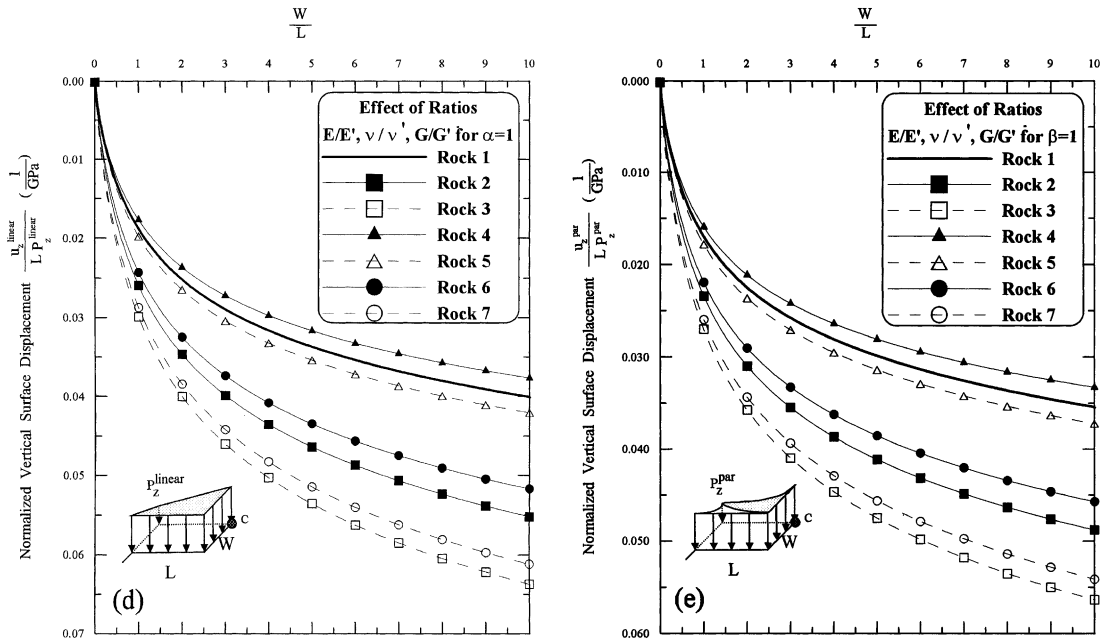 W
L
0 1 2 3 4 5 6 7 8 9 10
0.00
0.01
0.02
0.03
0.04
0.05
0.06
0.07
Normalized Vertical Surface Displacement u_z^linear / L P_z^linear (1/GPa)
Effect of Ratios
E/E', ν/ν', G/G' for α=1
Rock 1
Rock 2
Rock 3
Rock 4
Rock 5
Rock 6
Rock 7
P_z^linear
C
W
L
(d)
W
L
0 1 2 3 4 5 6 7 8 9 10
0.000
0.010
0.020
0.030
0.040
0.050
0.060
Normalized Vertical Surface Displacement u_z^par / L P_z^par (1/GPa)
Effect of Ratios
E/E', ν/ν', G/G' for β=1
Rock 1
Rock 2
Rock 3
Rock 4
Rock 5
Rock 6
Rock 7
P_z^par
C
W
L
(e)